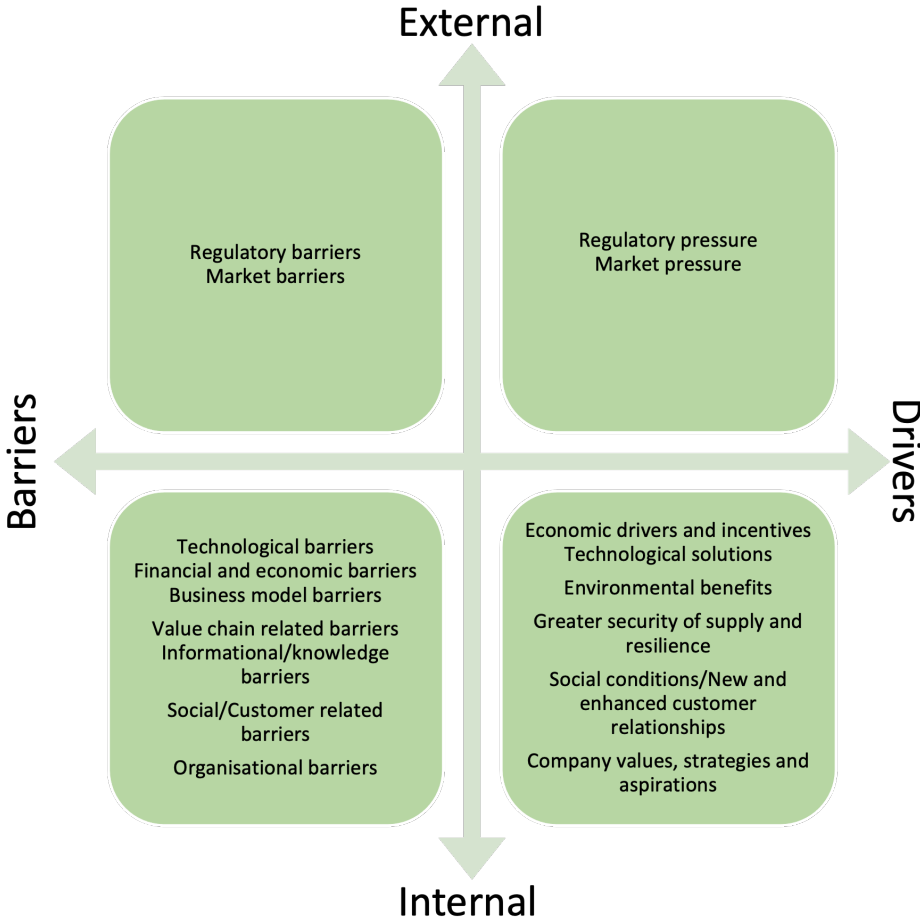 External
Regulatory barriers
Market barriers
Regulatory pressure
Market pressure
Barriers
Drivers
Technological barriers
Financial and economic barriers
Business model barriers
Value chain related barriers
Informational/knowledge
barriers
Social/Customer related
barriers
Organisational barriers
Economic drivers and incentives
Technological solutions
Environmental benefits
Greater security of supply and
resilience
Social conditions/New and
enhanced customer
relationships
Company values, strategies and
aspirations
Internal